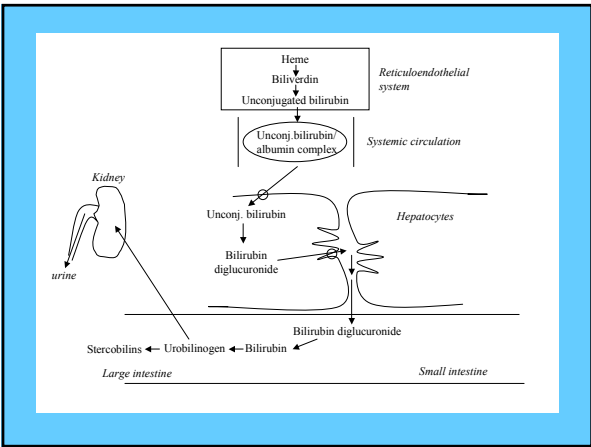 Heme
Biliverdin
Unconjugated bilirubin
Reticuloendothelial
system
Unconj.bilirubin/
albumin complex
Systemic circulation
Kidney
Unconj. bilirubin
Hepatocytes
Bilirubin
diglucuronide
urine
Bilirubin diglucuronide
Stercobilins
Urobilinogen
Bilirubin
Large intestine
Small intestine